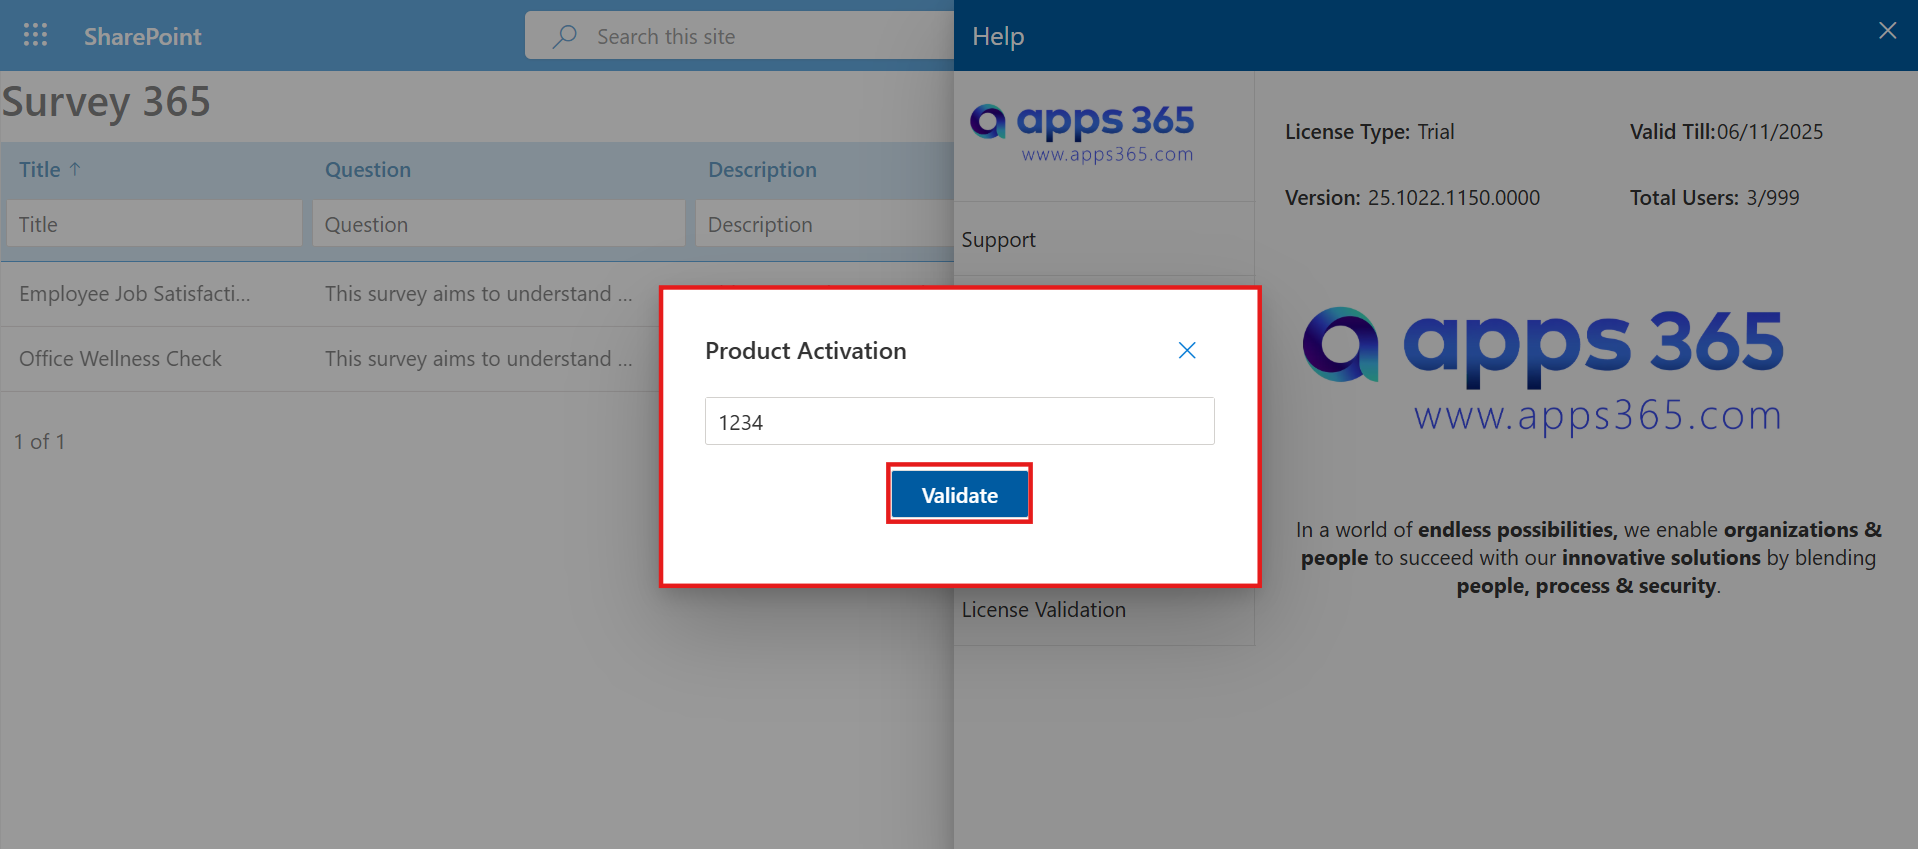 SharePoint
Search this site
Help
Survey 365
apps 365
www.apps365.com
License Type: Trial
Valid Till:06/11/2025
Title ↑
Question
Description
Version: 25.1022.1150.0000
Total Users: 3/999
Title
Question
Description
Support
Employee Job Satisfacti...
This survey aims to understand ...
Office Wellness Check
This survey aims to understand ...
1 of 1
Product Activation
1234
Validate
apps 365
www.apps365.com
In a world of endless possibilities, we enable organizations &
people to succeed with our innovative solutions by blending
people, process & security.
License Validation